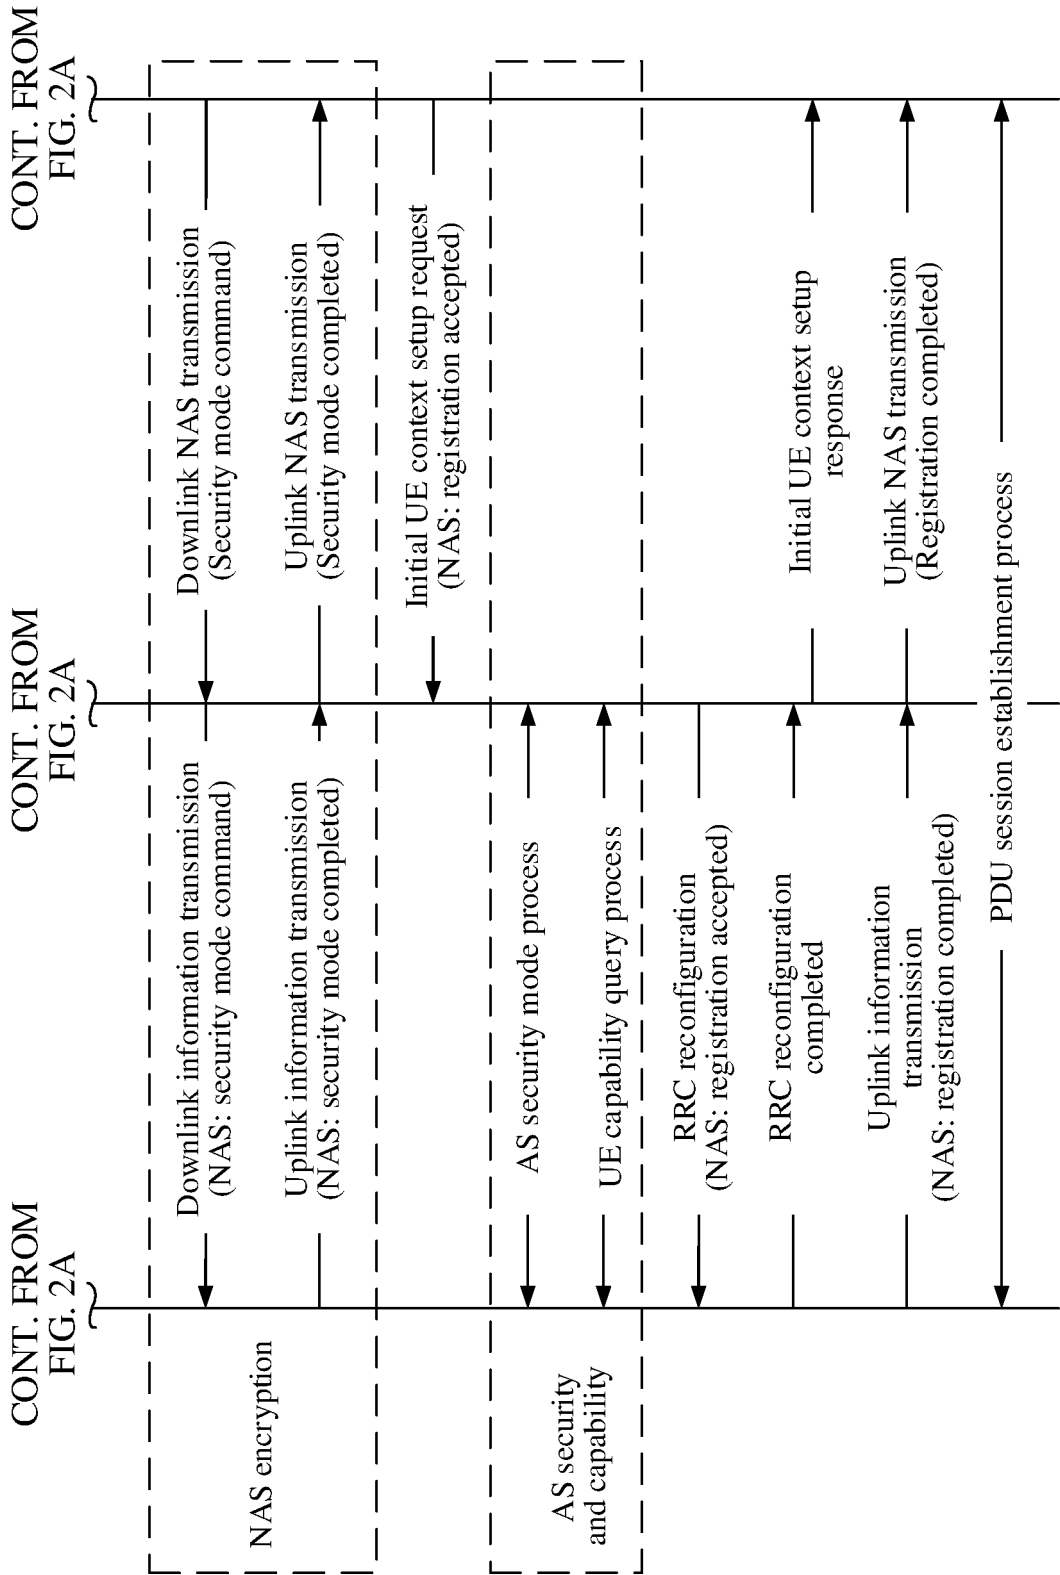 CONT. FROM
FIG. 2A
CONT. FROM
FIG. 2A
CONT. FROM
FIG. 2A
NAS encryption
Downlink information transmission
(NAS: security mode command)
Downlink NAS transmission
(Security mode command)
Uplink information transmission
(NAS: security mode completed)
Uplink NAS transmission
(Security mode completed)
Initial UE context setup request
(NAS: registration accepted)
AS security
and capability
AS security mode process
UE capability query process
RRC reconfiguration
(NAS: registration accepted)
RRC reconfiguration
completed
Initial UE context setup
response
Uplink information
transmission
(NAS: registration completed)
Uplink NAS transmission
(Registration completed)
PDU session establishment process